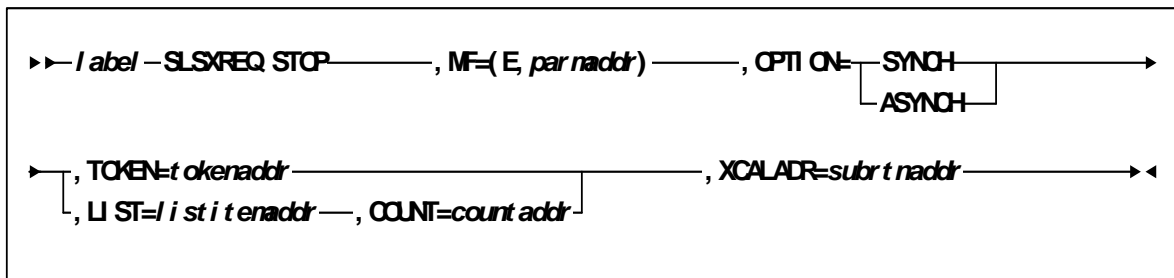 label SLSXREQ STOP , MF=(E,parmaddr) , OPTION= SYNCH
ASYNCH
, TOKEN=tokenaddr , XCALADR=subrtnaddr
, LIST=listitemaddr , COUNT=countaddr